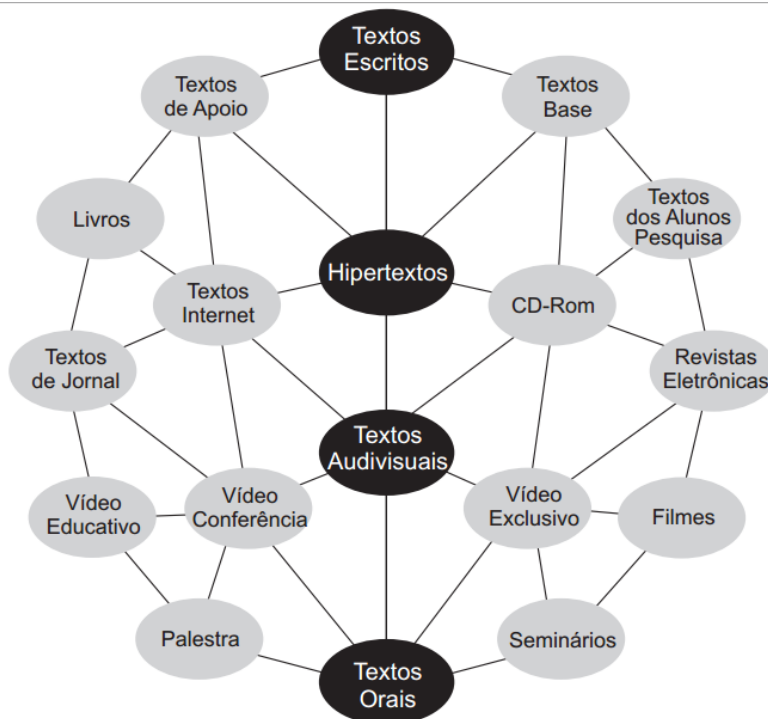 Textos
Escritos
Textos
de Apoio
Textos
Base
Livros
Textos
dos Alunos
Pesquisa
Hipertextos
Textos
Internet
CD-Rom
Textos
de Jornal
Revistas
Eletrônicas
Textos
Audivisuais
Vídeo
Educativo
Vídeo
Conferência
Vídeo
Exclusivo
Filmes
Palestra
Seminários
Textos
Orais